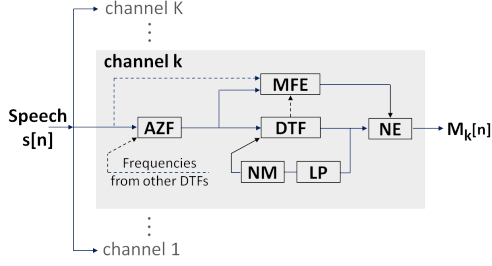 channel K
channel k
MFE
Speech
s[n]
AZF
DTF
NE
Mk[n]
Frequencies
from other DTFs
NM
LP
channel 1